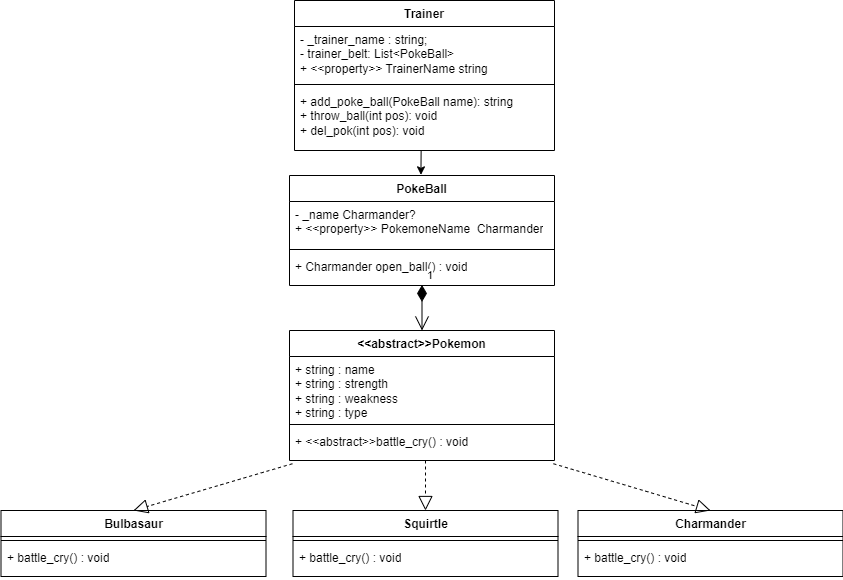 Trainer
- _trainer_name : string;
- trainer_belt: List<PokeBall>
+ <<property>> TrainerName string
+ add_poke_ball(PokeBall name): string
+ throw_ball(int pos): void
+ del_pok(int pos): void
PokeBall
- _name Charmander?
+ <<property>> PokemoneName  Charmander
+ Charmander open_ball() : void
1
<<abstract>>Pokemon
+ string : name
+ string : strength
+ string : weakness
+ string : type
+ <<abstract>>battle_cry() : void
Bulbasaur
+ battle_cry() : void
Squirtle
+ battle_cry() : void
Charmander
+ battle_cry() : void